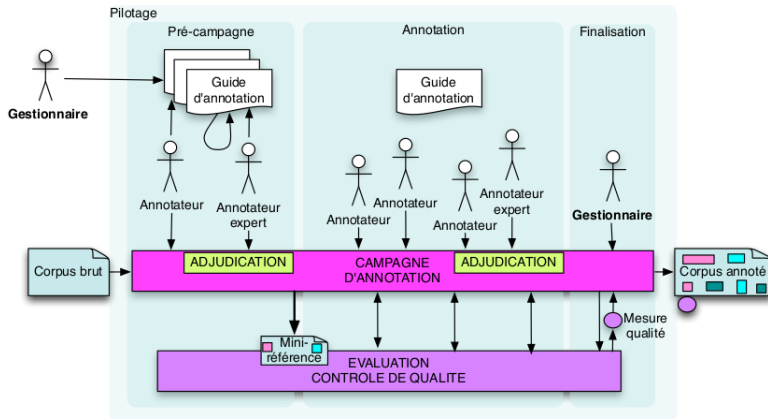 Pilotage
Pré-campagne
Annotation
Finalisation
Guide
d'annotation
Guide
d'annotation
Gestionnaire
Annotateur
Annotateur
expert
Annotateur
Annotateur
Annotateur
Annotateur
expert
Gestionnaire
Corpus brut
ADJUDICATION
CAMPAGNE
D'ANNOTATION
ADJUDICATION
Corpus annoté
Mini-
référence
Mesure
qualité
EVALUATION
CONTROLE DE QUALITE